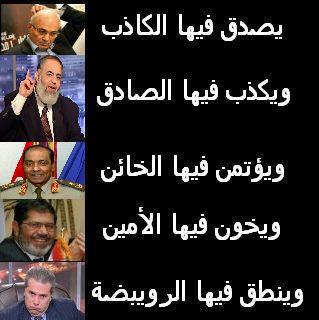 يصدق فيها الكاذب
ويكذب فيها الصادق
ويؤتمن فيها الخائن
ويخون فيها الأمين
وينطق فيها الرويبضة